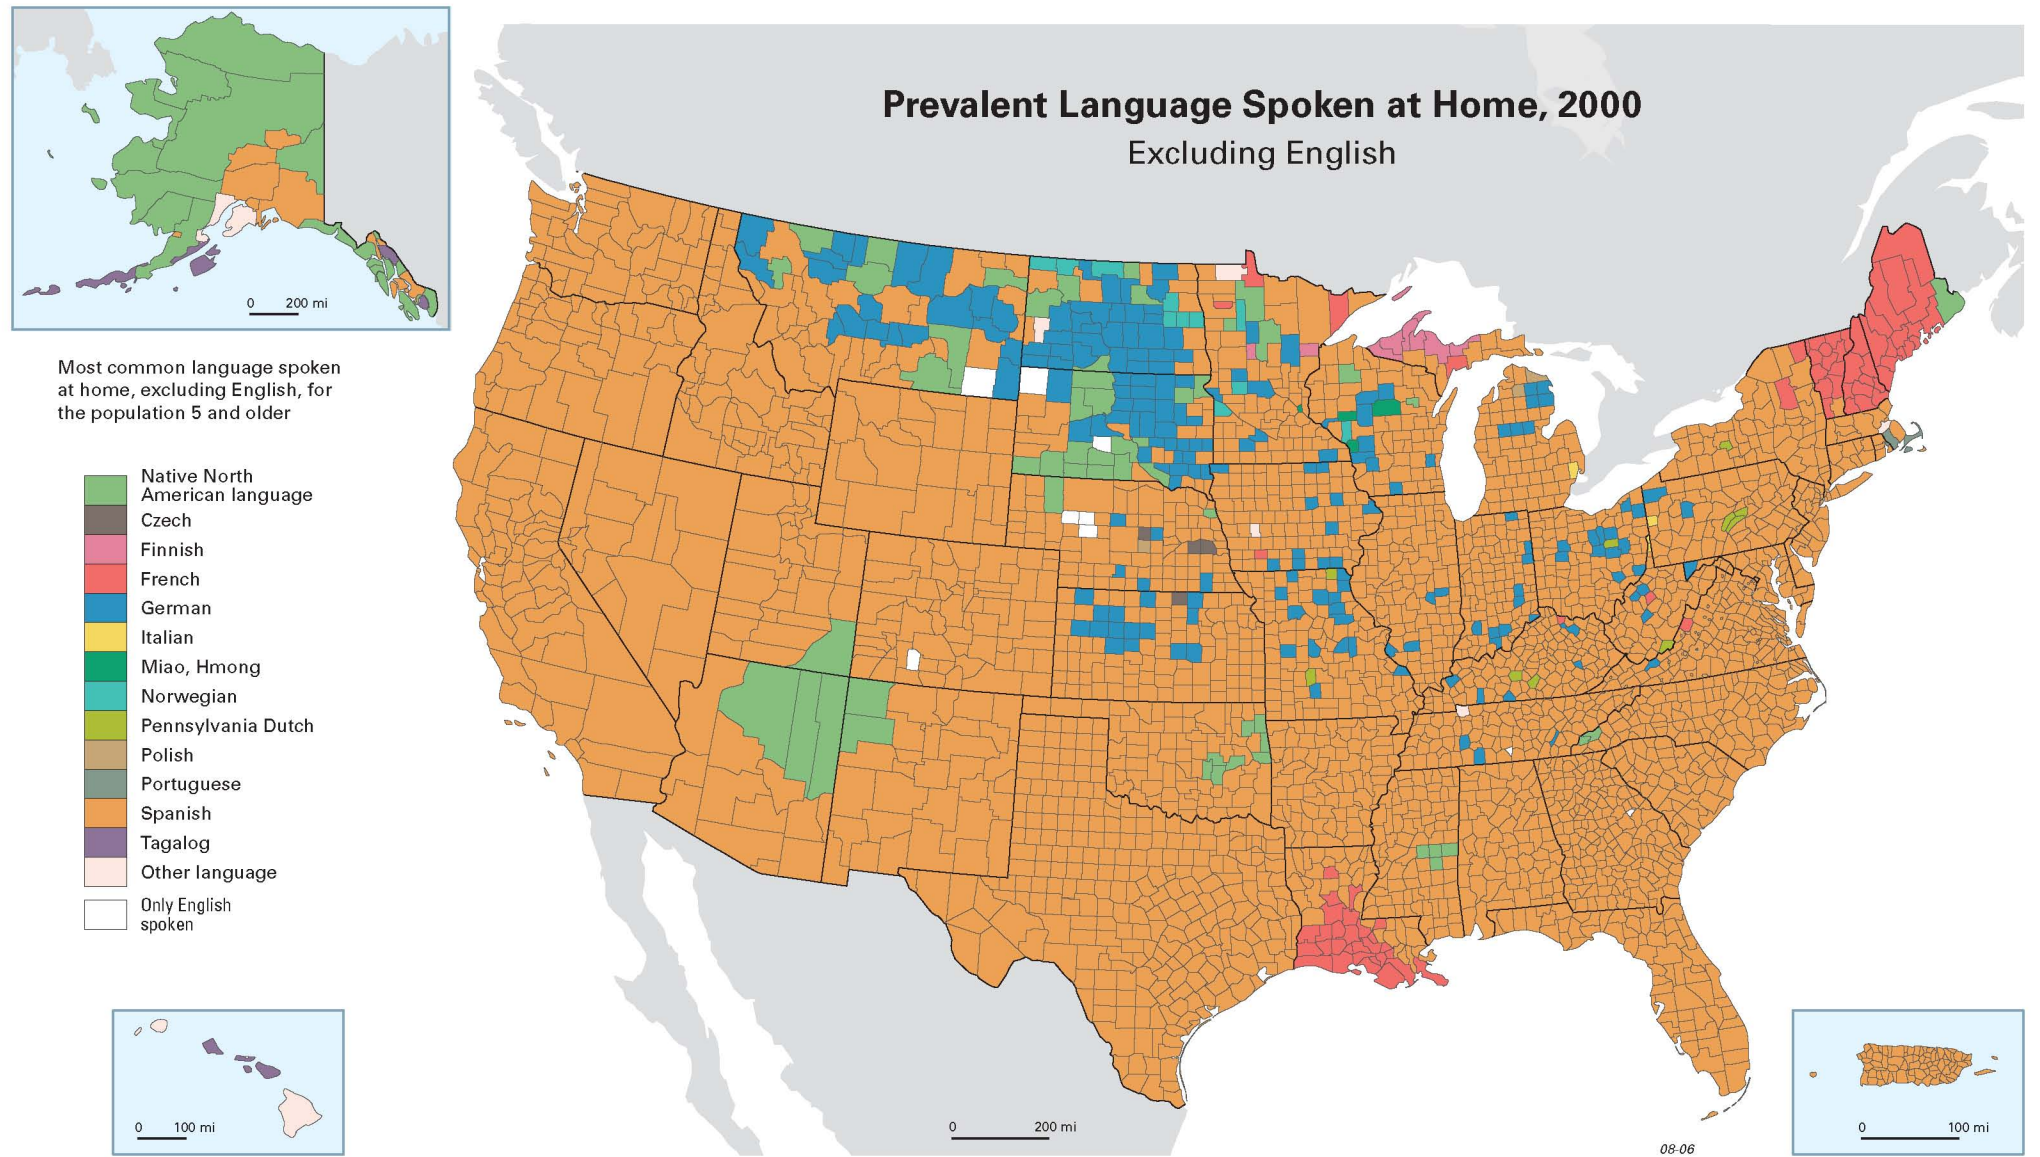 Prevalent Language Spoken at Home, 2000
Excluding English
0 200 mi
Most common language spoken
at home, excluding English, for
the population 5 and older
Native North
American language
Czech
Finnish
French
German
Italian
Miao, Hmong
Norwegian
Pennsylvania Dutch
Polish
Portuguese
Spanish
Tagalog
Other language
Only English
spoken
0 100 mi
0 200 mi
0 100 mi
08-06